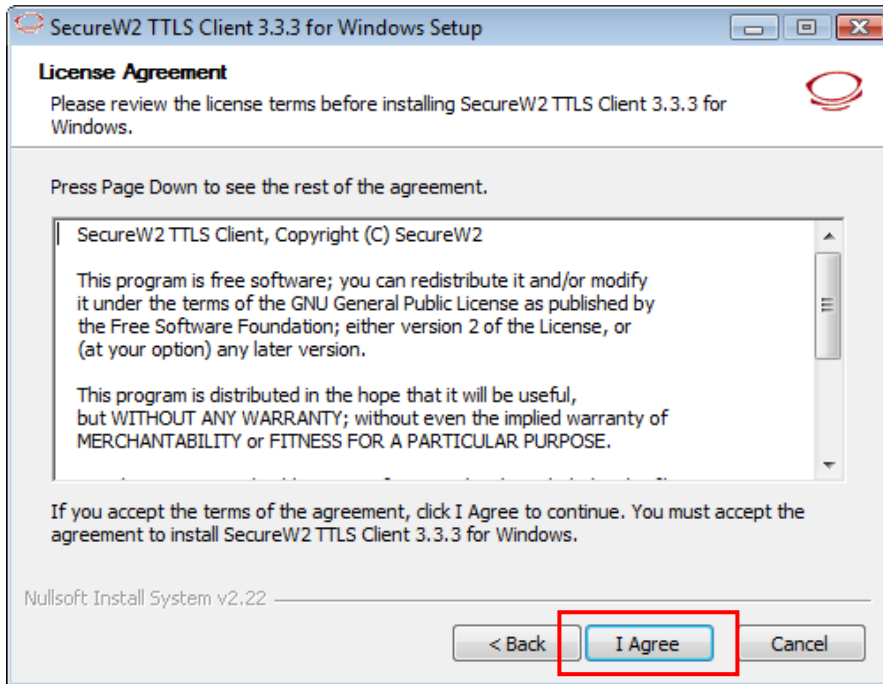 SecureW2 TTLS Client 3.3.3 for Windows Setup
License Agreement
Please review the license terms before installing SecureW2 TTLS Client 3.3.3 for
Windows.
Press Page Down to see the rest of the agreement.
SecureW2 TTLS Client, Copyright (C) SecureW2
This program is free software; you can redistribute it and/or modify
it under the terms of the GNU General Public License as published by
the Free Software Foundation; either version 2 of the License, or
(at your option) any later version.
This program is distributed in the hope that it will be useful,
but WITHOUT ANY WARRANTY; without even the implied warranty of
MERCHANTABILITY or FITNESS FOR A PARTICULAR PURPOSE.
If you accept the terms of the agreement, click I Agree to continue. You must accept the
agreement to install SecureW2 TTLS Client 3.3.3 for Windows.
Nullsoft Install System v2.22
< Back I Agree Cancel